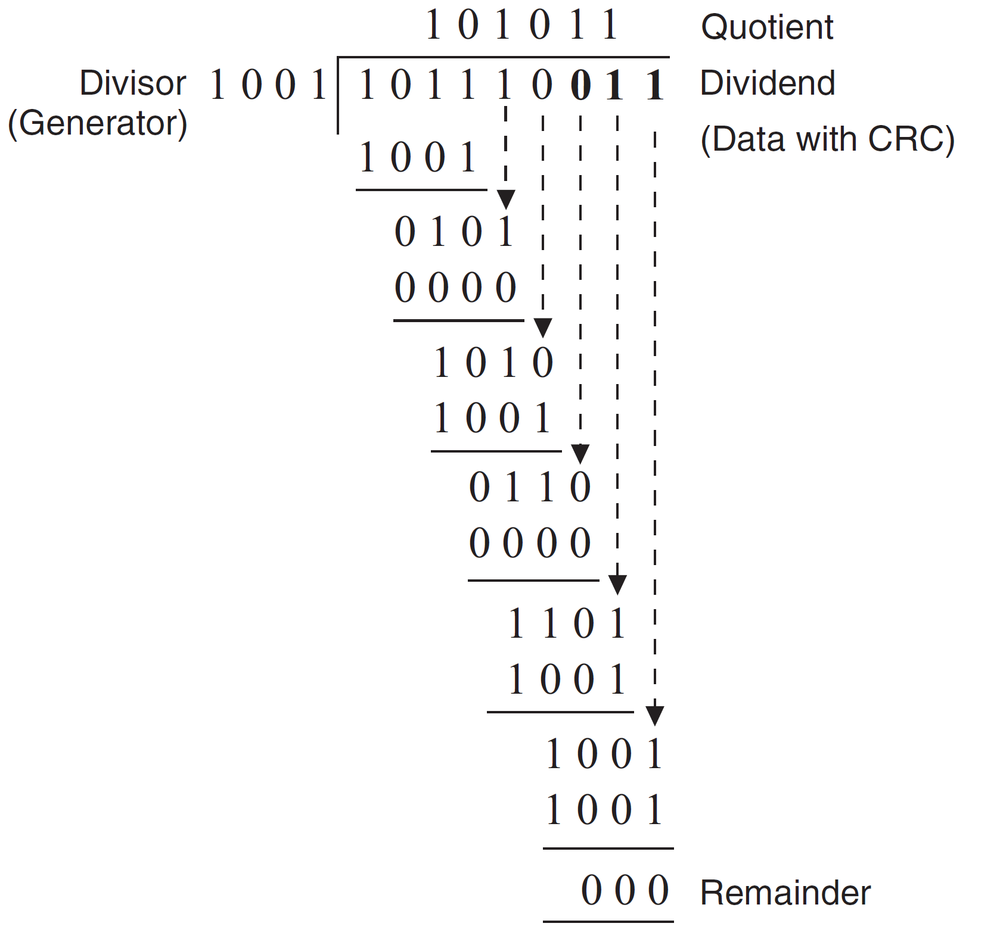 1 0 1 0 1 1 Quotient
Divisor 1 0 0 1 1 0 1 1 1 0 0 1 1 Dividend
(Generator) (Data with CRC)
1 0 0 1
0 1 0 1
0 0 0 0
1 0 1 0
1 0 0 1
0 1 1 0
0 0 0 0
1 1 0 1
1 0 0 1
1 0 0 1
1 0 0 1
0 0 0 Remainder